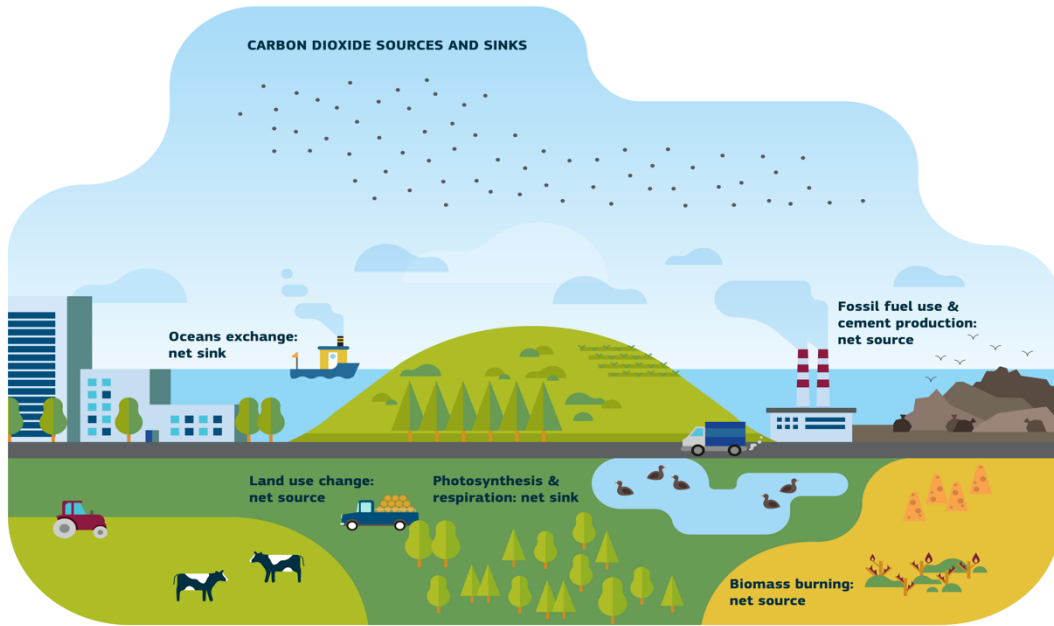 CARBON DIOXIDE SOURCES AND SINKS
Oceans exchange:
net sink
Fossil fuel use &
cement production:
net source
Land use change:
net source
Photosynthesis &
respiration: net sink
Biomass burning:
net source